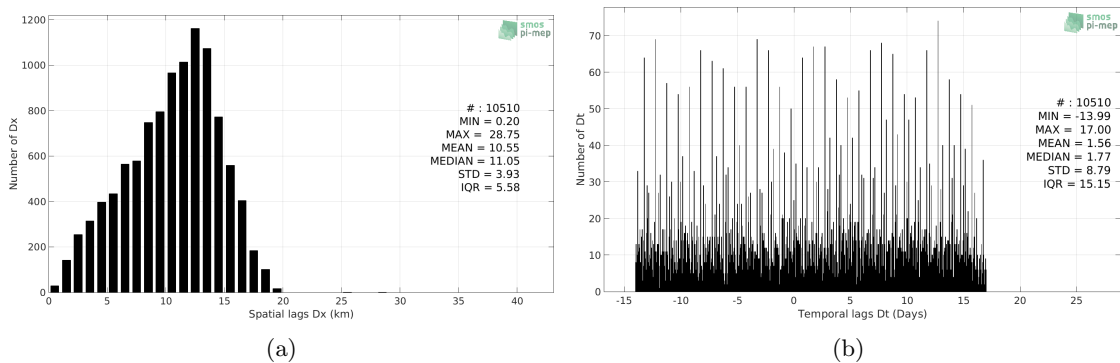 1200
1000
800
600
400
200
0
Number of Dx
0 5 10 15 20 25 30 35 40
Spatial lags Dx (km)
smos
pi-mep
# : 10510
MIN = 0.20
MAX = 28.75
MEAN = 10.55
MEDIAN = 11.05
STD = 3.93
IQR = 5.58
(a)
70
60
50
40
30
20
10
0
Number of Dt
-15 -10 -5 0 5 10 15 20 25
Temporal lags Dt (Days)
smos
pi-mep
# : 10510
MIN = -13.99
MAX = 17.00
MEAN = 1.56
MEDIAN = 1.77
STD = 8.79
IQR = 15.15
(b)